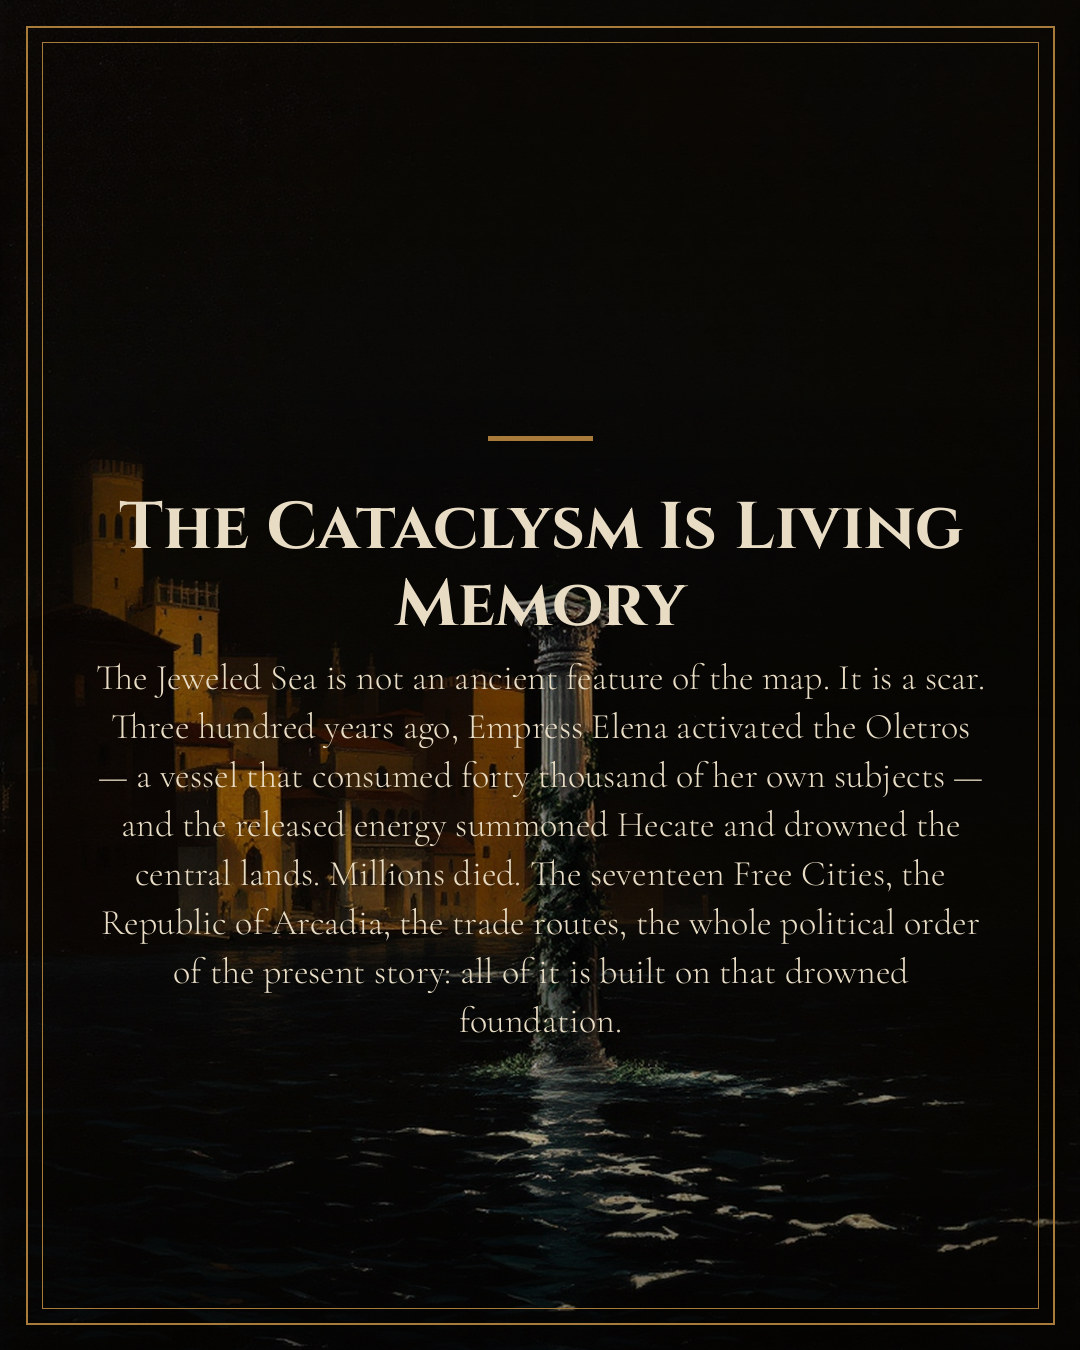 The Cataclysm Is Living
Memory
The Jeweled Sea is not an ancient feature of the map. It is a scar.
Three hundred years ago, Empress Elena activated the Oletros
— a vessel that consumed forty thousand of her own subjects —
and the released energy summoned Hecate and drowned the
central lands. Millions died. The seventeen Free Cities, the
Republic of Arcadia, the trade routes, the whole political order
of the present story: all of it is built on that drowned
foundation.